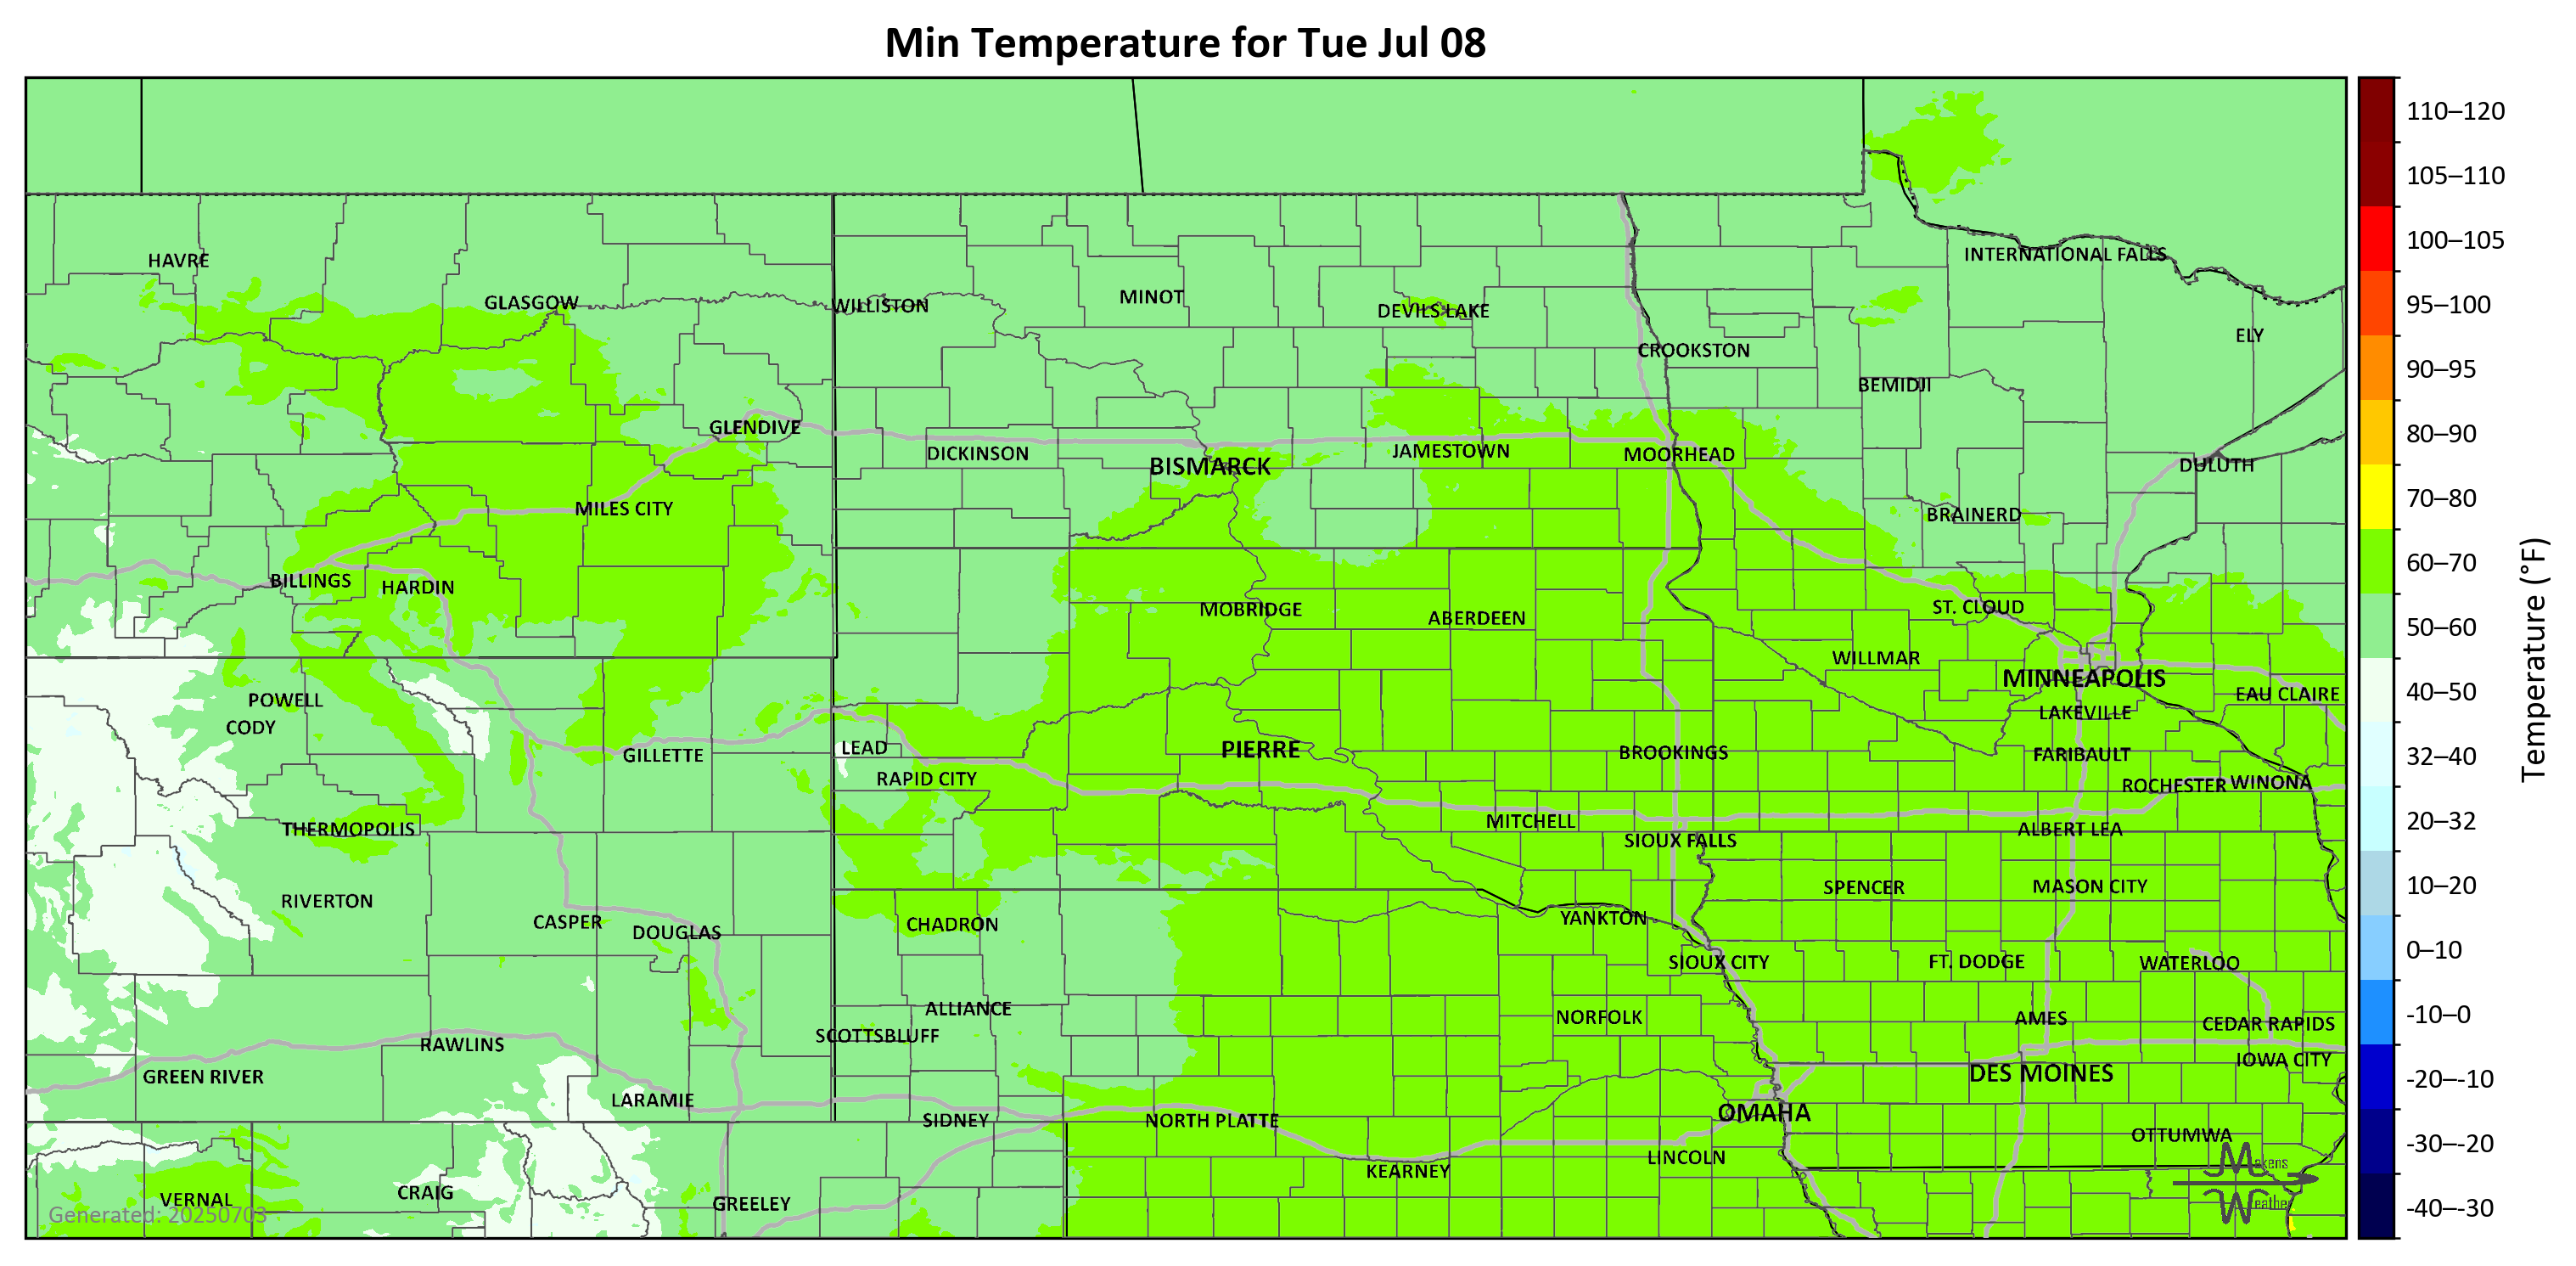 Min Temperature for Tue Jul 08
110–120
105–110
100–105
95–100
90–95
80–90
70–80
60–70
50–60
40–50
32–40
20–32
10–20
0–10
-10–0
-20–-10
-30–-20
-40–-30
Temperature (°F)
HAVRE
INTERNATIONAL FALLS
GLASGOW
WILLISTON
MINOT
DEVILS LAKE
ELY
CROOKSTON
BEMIDJI
GLENDIVE
DICKINSON
BISMARCK
JAMESTOWN
MOORHEAD
DULUTH
MILES CITY
BRAINERD
BILLINGS
HARDIN
MOBRIDGE
ABERDEEN
ST. CLOUD
WILLMAR
MINNEAPOLIS
EAU CLAIRE
POWELL
CODY
LAKEVILLE
GILLETTE
LEAD
PIERRE
BROOKINGS
FARIBAULT
RAPID CITY
ROCHESTER
WINONA
THERMOPOLIS
MITCHELL
SIOUX FALLS
ALBERT LEA
RIVERTON
SPENCER
MASON CITY
CASPER
DOUGLAS
CHADRON
YANKTON
SIOUX CITY
FT. DODGE
WATERLOO
ALLIANCE
NORFOLK
AMES
CEDAR RAPIDS
SCOTTSBLUFF
RAWLINS
IOWA CITY
GREEN RIVER
DES MOINES
LARAMIE
SIDNEY
NORTH PLATTE
OMAHA
OTTUMWA
LINCOLN
KEARNEY
VERNAL
CRAIG
GREELEY
Generated: 20250703
Makens
Weather